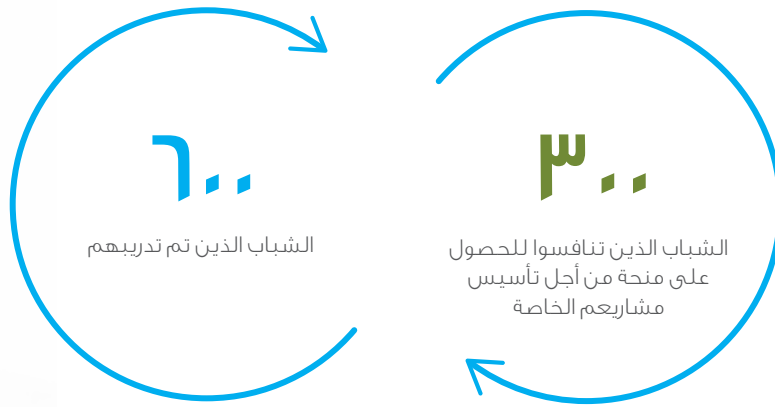 ٣٠٠
الشباب الذين تنافسوا للحصول
على منحة من أجل تأسيس
مشاريعم الخاصة
٦٠٠
الشباب الذين تم تدريبهم